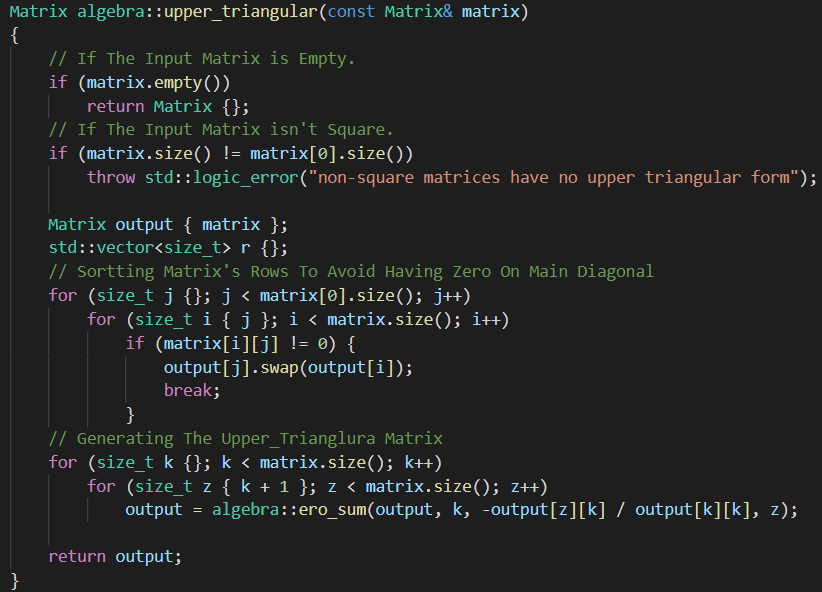 Matrix algebra::upper_triangular(const Matrix& matrix)
{
    // If The Input Matrix is Empty.
    if (matrix.empty())
        return Matrix {};
    // If The Input Matrix isn't Square.
    if (matrix.size() != matrix[0].size())
        throw std::logic_error("non-square matrices have no upper triangular form");

    Matrix output { matrix };
    std::vector<size_t> r {};
    // Sortting Matrix's Rows To Avoid Having Zero On Main Diagonal
    for (size_t j {}; j < matrix[0].size(); j++)
        for (size_t i { j }; i < matrix.size(); i++)
            if (matrix[i][j] != 0) {
                output[j].swap(output[i]);
                break;
            }
    // Generating The Upper_Trianglura Matrix
    for (size_t k {}; k < matrix.size(); k++)
        for (size_t z { k + 1 }; z < matrix.size(); z++)
            output = algebra::ero_sum(output, k, -output[z][k] / output[k][k], z);

    return output;
}